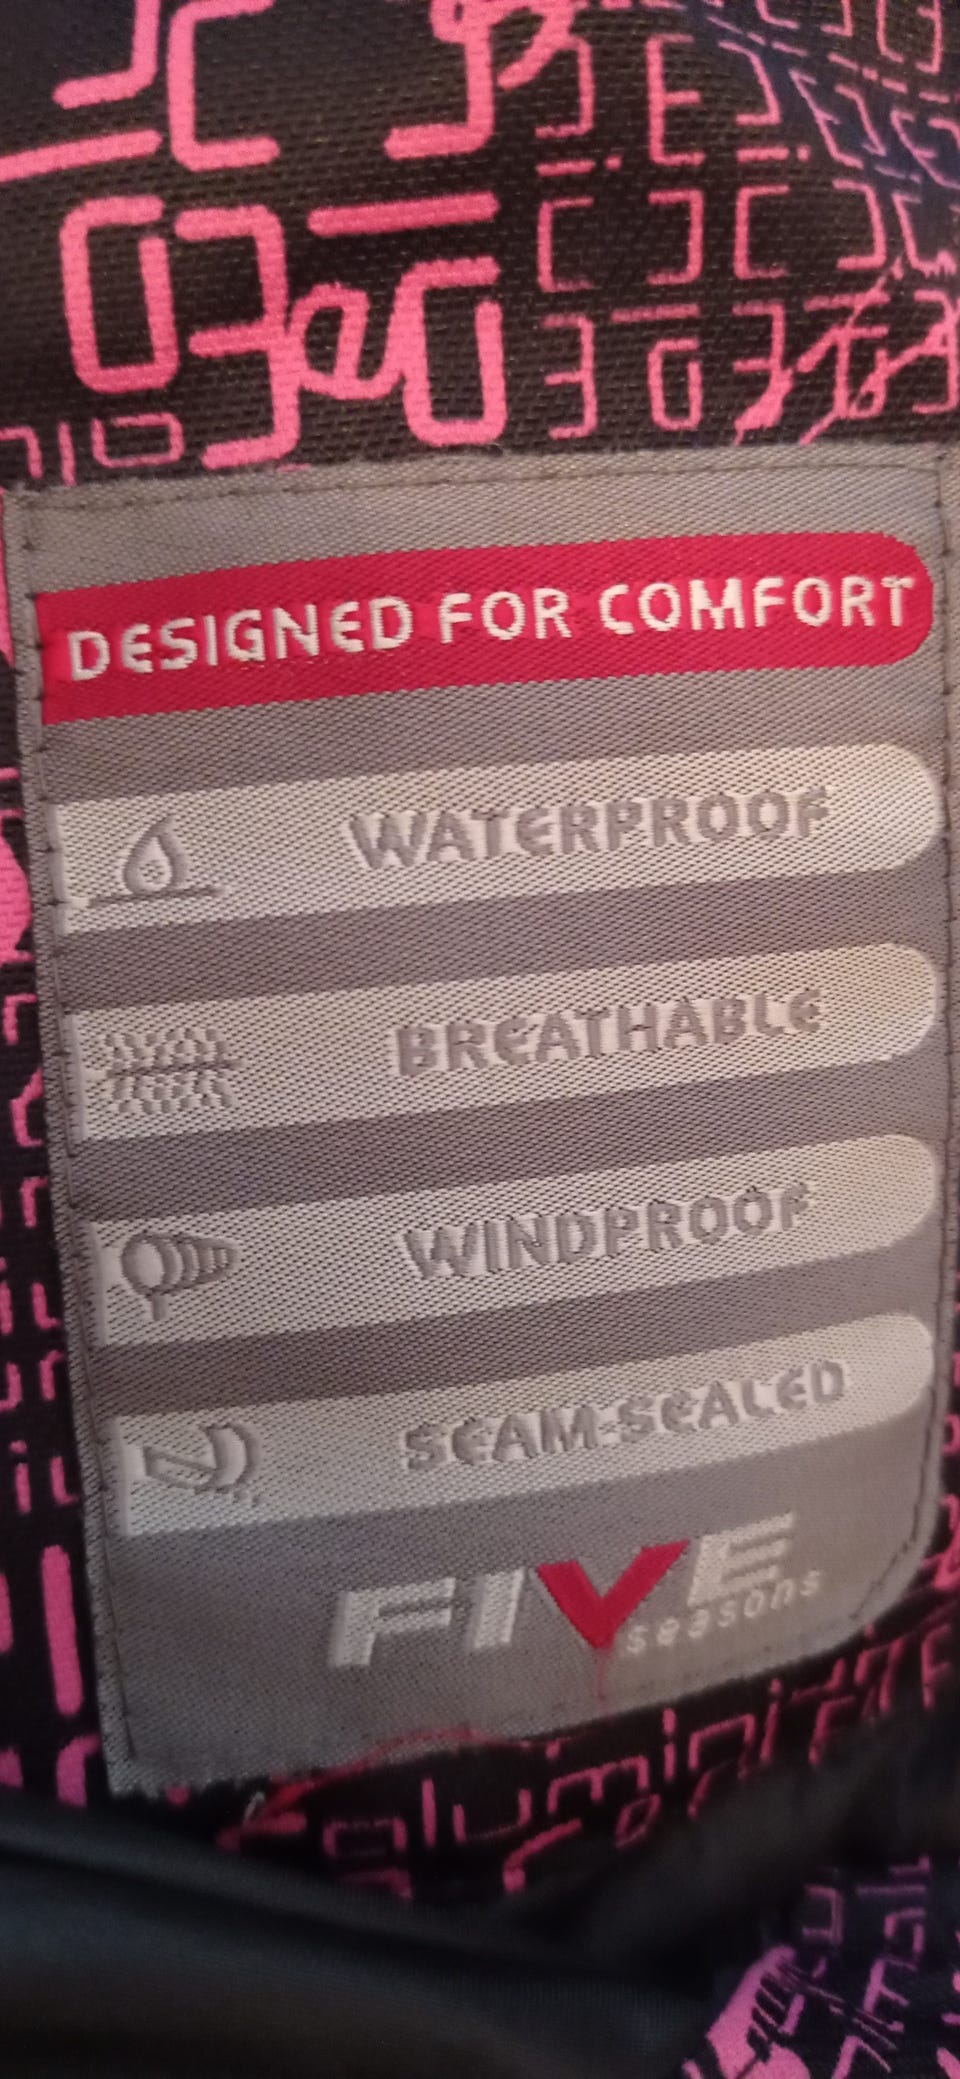 DESIGNED FOR COMFORT
WATERPROOF
BREATHABLE
WINDPROOF
SEAM-SEALED
FIVE
seasons